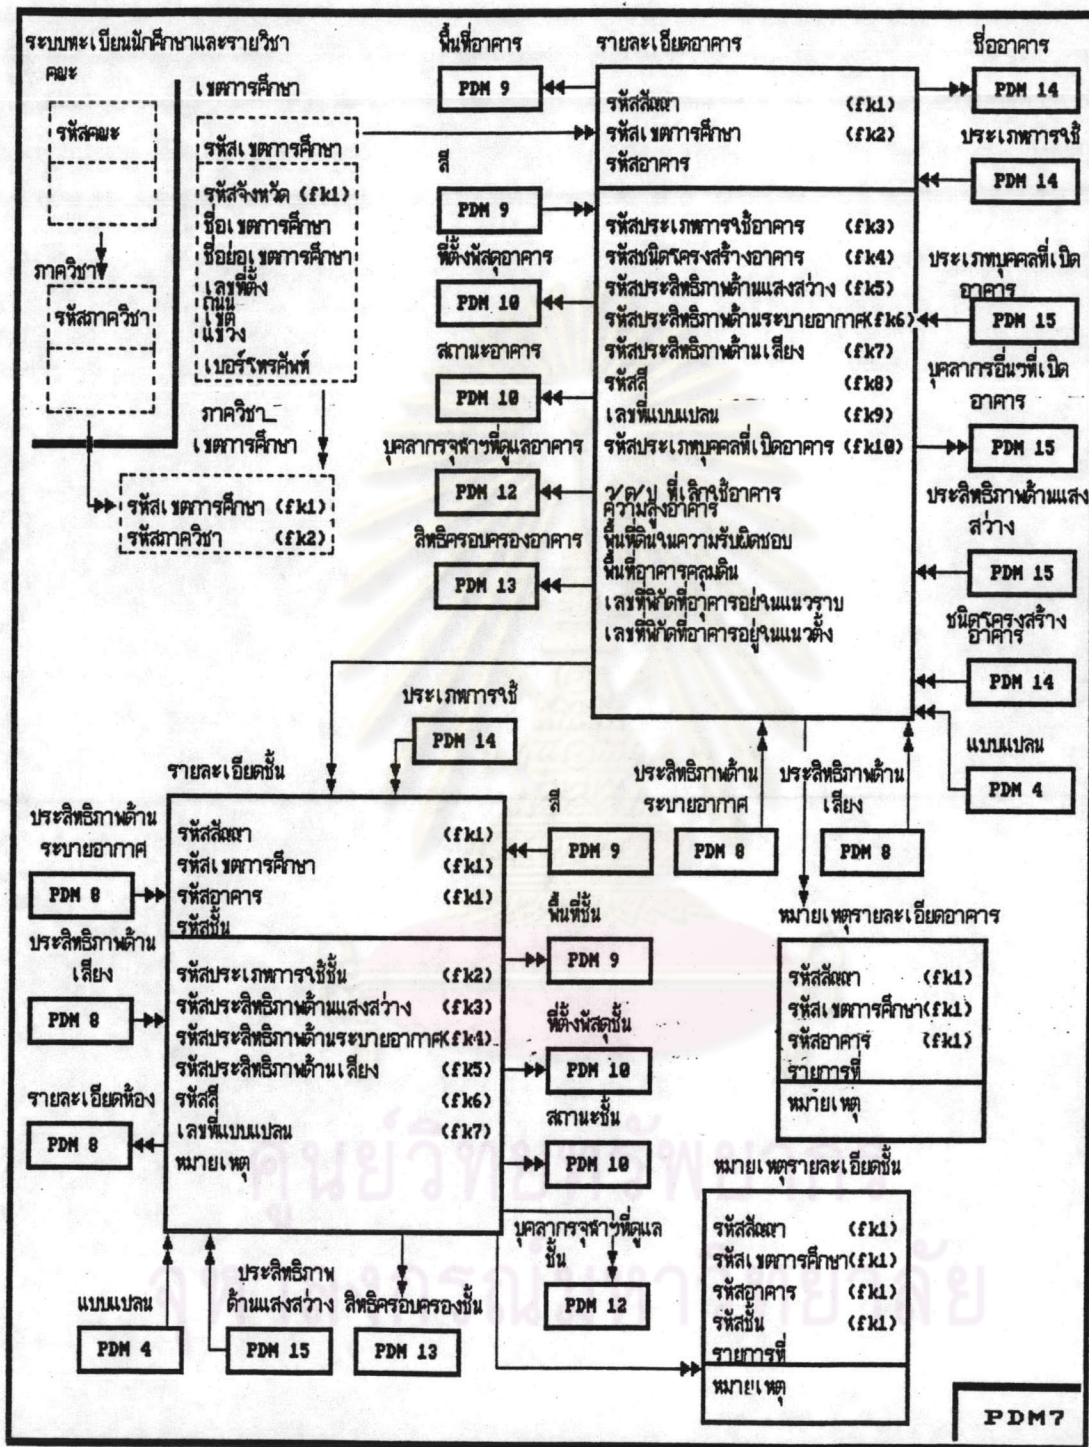 ระบบทะเบียนนักศึกษาและรายวิชา
คณะ
รหัสคณะ
ภาควิชา
รหัสภาควิชา
เขตการศึกษา
รหัสเขตการศึกษา
รหัสจังหวัด (fk1)
ชื่อเขตการศึกษา
ชื่อย่อเขตการศึกษา
เลขที่ตั้ง
ถนน
เขต
แขวง
เบอร์โทรศัพท์
ภาควิชา_
เขตการศึกษา
รหัสเขตการศึกษา (fk1)
รหัสภาควิชา (fk2)
พื้นที่อาคาร
PDM 9
สี
PDM 9
ที่ตั้งพัสดุอาคาร
PDM 10
สถานะอาคาร
PDM 10
บุคลากรจุฬาฯที่ดูแลอาคาร
PDM 12
สิทธิครอบครองอาคาร
PDM 13
รายละเอียดอาคาร
รหัสสัญญา (fk1)
รหัสเขตการศึกษา (fk2)
รหัสอาคาร
รหัสประเภทการใช้อาคาร (fk3)
รหัสชนิดโครงสร้างอาคาร (fk4)
รหัสประสิทธิภาพด้านแสงสว่าง (fk5)
รหัสประสิทธิภาพด้านระบายอากาศ(fk6)
รหัสประสิทธิภาพด้านเสียง (fk7)
รหัสสี (fk8)
เลขที่แบบแปลน (fk9)
รหัสประเภทบุคคลที่เปิดอาคาร (fk10)
ว/ด/ป ที่เลิกใช้อาคาร
ความสูงอาคาร
พื้นที่ดินในความรับผิดชอบ
พื้นที่อาคารคลุมดิน
เลขที่พิกัดที่อาคารอยู่ในแนวราบ
เลขที่พิกัดที่อาคารอยู่ในแนวตั้ง
ชื่ออาคาร
PDM 14
ประเภทการใช้
PDM 14
ประเภทบุคคลที่เปิด
อาคาร
PDM 15
บุคลากรอื่นๆที่เปิด
อาคาร
PDM 15
ประสิทธิภาพด้านแสง
สว่าง
PDM 15
ชนิดโครงสร้าง
อาคาร
PDM 14
แบบแปลน
PDM 4
ประสิทธิภาพด้าน
ระบายอากาศ
PDM 8
ประสิทธิภาพด้าน
เสียง
PDM 8
ประเภทการใช้
PDM 14
รายละเอียดชั้น
รหัสสัญญา (fk1)
รหัสเขตการศึกษา (fk1)
รหัสอาคาร (fk1)
รหัสชั้น
รหัสประเภทการใช้ชั้น (fk2)
รหัสประสิทธิภาพด้านแสงสว่าง (fk3)
รหัสประสิทธิภาพด้านระบายอากาศ(fk4)
รหัสประสิทธิภาพด้านเสียง (fk5)
รหัสสี (fk6)
เลขที่แบบแปลน (fk7)
หมายเหตุ
ประสิทธิภาพด้าน
ระบายอากาศ
PDM 8
ประสิทธิภาพด้าน
เสียง
PDM 8
รายละเอียดห้อง
PDM 8
สี
PDM 9
พื้นที่ชั้น
PDM 9
ที่ตั้งพัสดุชั้น
PDM 10
สถานะชั้น
PDM 10
บุคลากรจุฬาฯที่ดูแล
ชั้น
PDM 12
แบบแปลน
PDM 4
ประสิทธิภาพ
ด้านแสงสว่าง
PDM 15
สิทธิครอบครองชั้น
PDM 13
หมายเหตุรายละเอียดอาคาร
รหัสสัญญา (fk1)
รหัสเขตการศึกษา(fk1)
รหัสอาคาร (fk1)
รายการที่
หมายเหตุ
หมายเหตุรายละเอียดชั้น
รหัสสัญญา (fk1)
รหัสเขตการศึกษา(fk1)
รหัสอาคาร (fk1)
รหัสชั้น (fk1)
รายการที่
หมายเหตุ
ศูนย์วิทยทรัพยากร
จุฬาลงกรณ์มหาวิทยาลัย
PDM7